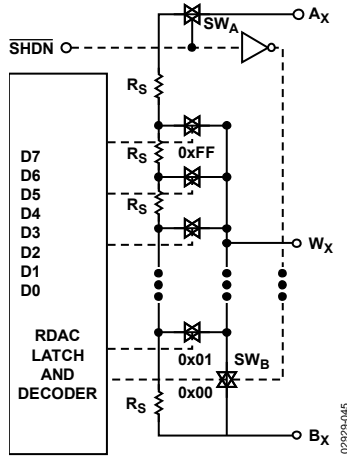 A_X
SHDN
SW_A
R_S
R_S
0xFF
R_S
D7
D6
D5
D4
D3
D2
D1
D0
W_X
RDAC
LATCH
AND
DECODER
0x01
SW_B
0x00
R_S
B_X
02929-045